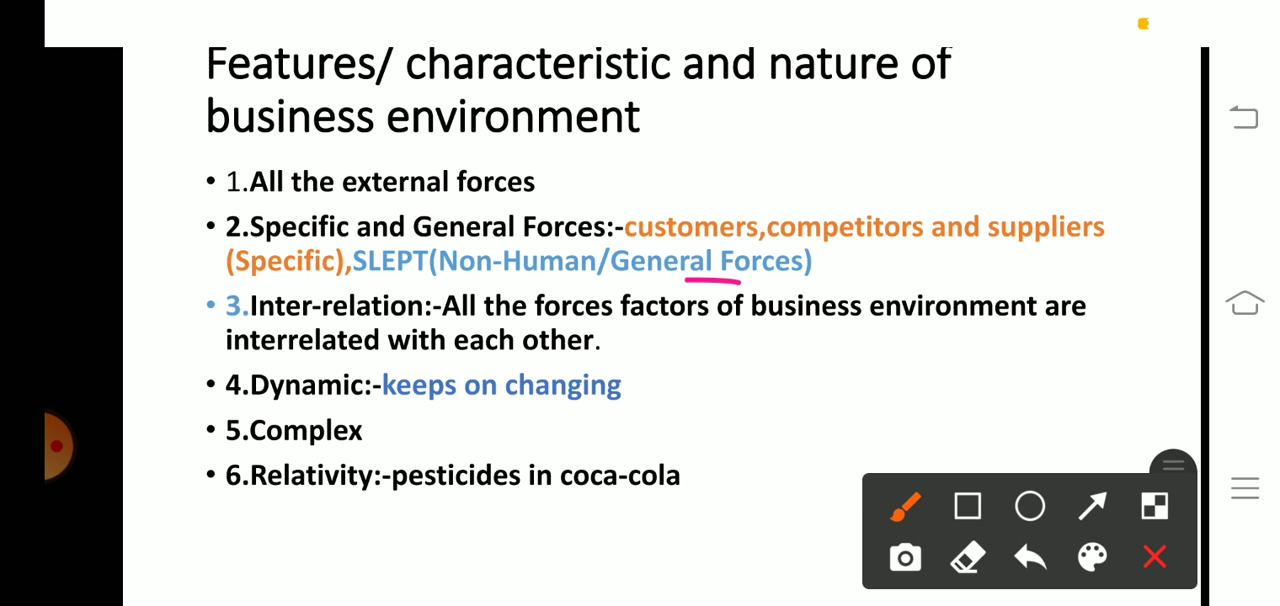 Features/ characteristic and nature of
business environment
• 1.All the external forces
• 2.Specific and General Forces:-customers,competitors and suppliers
(Specific),SLEPT(Non-Human/General Forces)
• 3.Inter-relation:-All the forces factors of business environment are
interrelated with each other.
• 4.Dynamic:-keeps on changing
• 5.Complex
• 6.Relativity:-pesticides in coca-cola